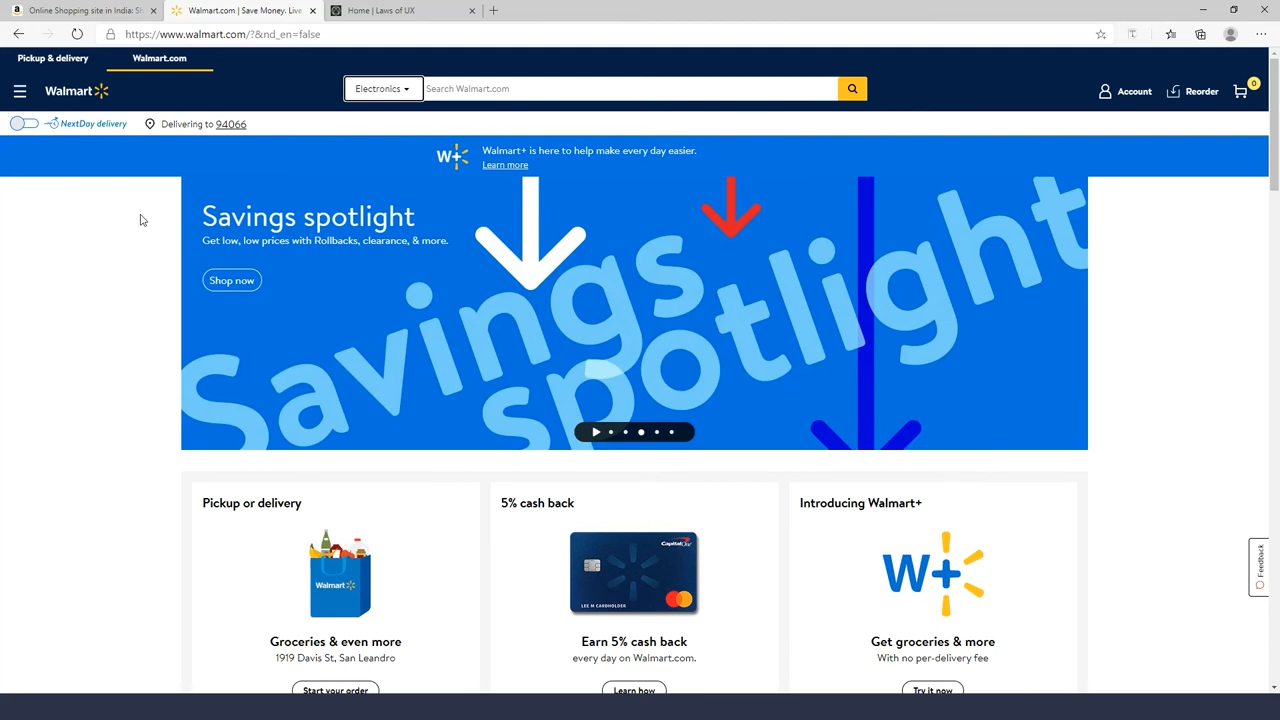 Online Shopping site in India: Sh
Walmart.com | Save Money. Live
Home | Laws of UX
https://www.walmart.com/?&nd_en=false
Pickup & delivery
Walmart.com
Walmart
Electronics
Search Walmart.com
Account
Reorder
0
NextDay delivery
Delivering to 94066
W+
Walmart+ is here to help make every day easier.
Learn more
Savings spotlight
Get low, low prices with Rollbacks, clearance, & more.
Shop now
Savings
spotlight
Pickup or delivery
Walmart
Groceries & even more
1919 Davis St, San Leandro
Start your order
5% cash back
CapitalOne
LEE M CARDHOLDER
Earn 5% cash back
every day on Walmart.com.
Learn how
Introducing Walmart+
W+
Get groceries & more
With no per-delivery fee
Try it now
Feedback